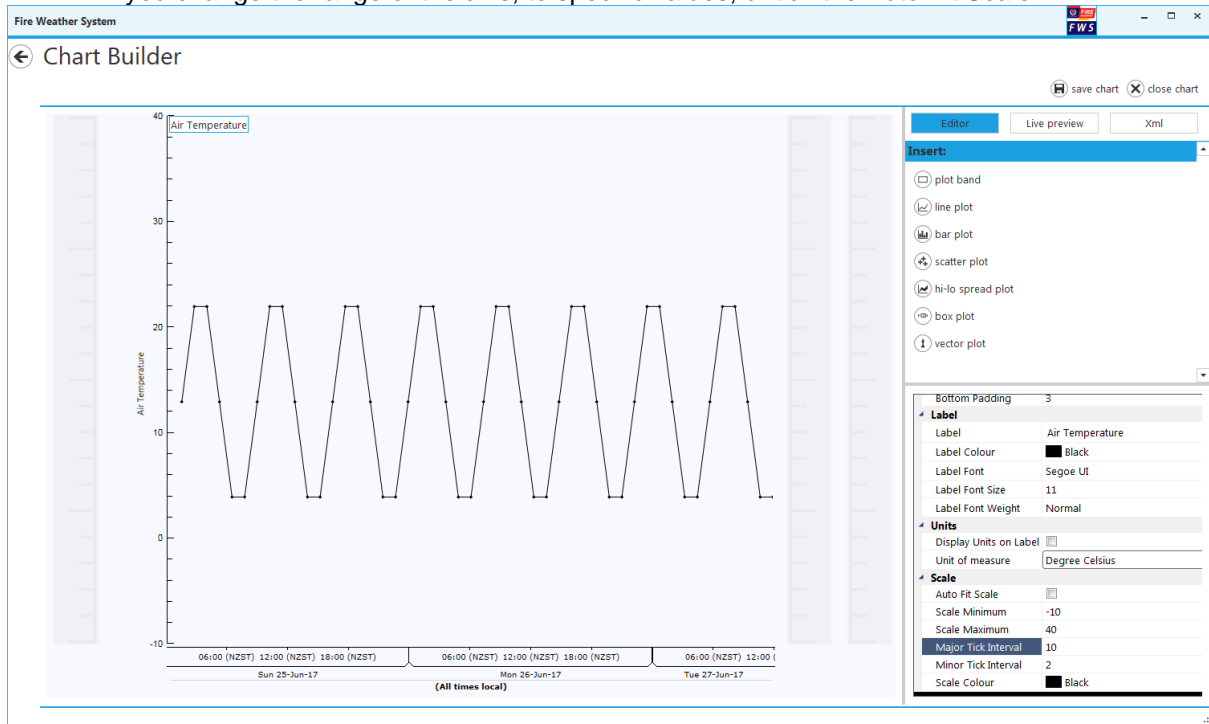 Fire Weather System
FIRE
FWS
Chart Builder
save chart
close chart
40
Air Temperature
30
20
10
0
-10
Air Temperature
06:00 (NZST) 12:00 (NZST) 18:00 (NZST)
06:00 (NZST) 12:00 (NZST) 18:00 (NZST)
06:00 (NZST) 12:00 (
Sun 25-Jun-17
Mon 26-Jun-17
Tue 27-Jun-17
(All times local)
Editor
Live preview
Xml
Insert:
plot band
line plot
bar plot
scatter plot
hi-lo spread plot
box plot
vector plot
Bottom Padding 3
Label
Label Air Temperature
Label Colour Black
Label Font Segoe UI
Label Font Size 11
Label Font Weight Normal
Units
Display Units on Label
Unit of measure Degree Celsius
Scale
Auto Fit Scale
Scale Minimum -10
Scale Maximum 40
Major Tick Interval 10
Minor Tick Interval 2
Scale Colour Black